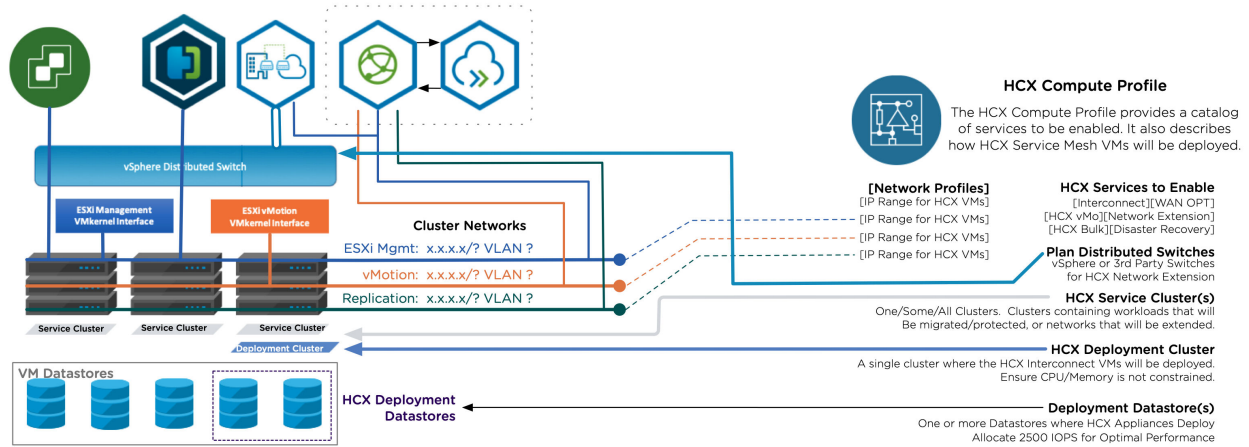 HCX Compute Profile
The HCX Compute Profile provides a catalog
of services to be enabled. It also describes
how HCX Service Mesh VMs will be deployed.
vSphere Distributed Switch
ESXi Management
VMkernel Interface
ESXi vMotion
VMkernel Interface
Cluster Networks
ESXi Mgmt: x.x.x.x/? VLAN ?
vMotion: x.x.x.x/? VLAN ?
Replication: x.x.x.x/? VLAN ?
[Network Profiles]
[IP Range for HCX VMs]
[IP Range for HCX VMs]
[IP Range for HCX VMs]
[IP Range for HCX VMs]
HCX Services to Enable
[Interconnect][WAN OPT]
[HCX vMo][Network Extension]
[HCX Bulk][Disaster Recovery]
Plan Distributed Switches
vSphere or 3rd Party Switches
for HCX Network Extension
Service Cluster
Service Cluster
Service Cluster
Deployment Cluster
HCX Service Cluster(s)
One/Some/All Clusters. Clusters containing workloads that will
Be migrated/protected, or networks that will be extended.
HCX Deployment Cluster
A single cluster where the HCX Interconnect VMs will be deployed.
Ensure CPU/Memory is not constrained.
VM Datastores
HCX Deployment
Datastores
Deployment Datastore(s)
One or more Datastores where HCX Appliances Deploy
Allocate 2500 IOPS for Optimal Performance